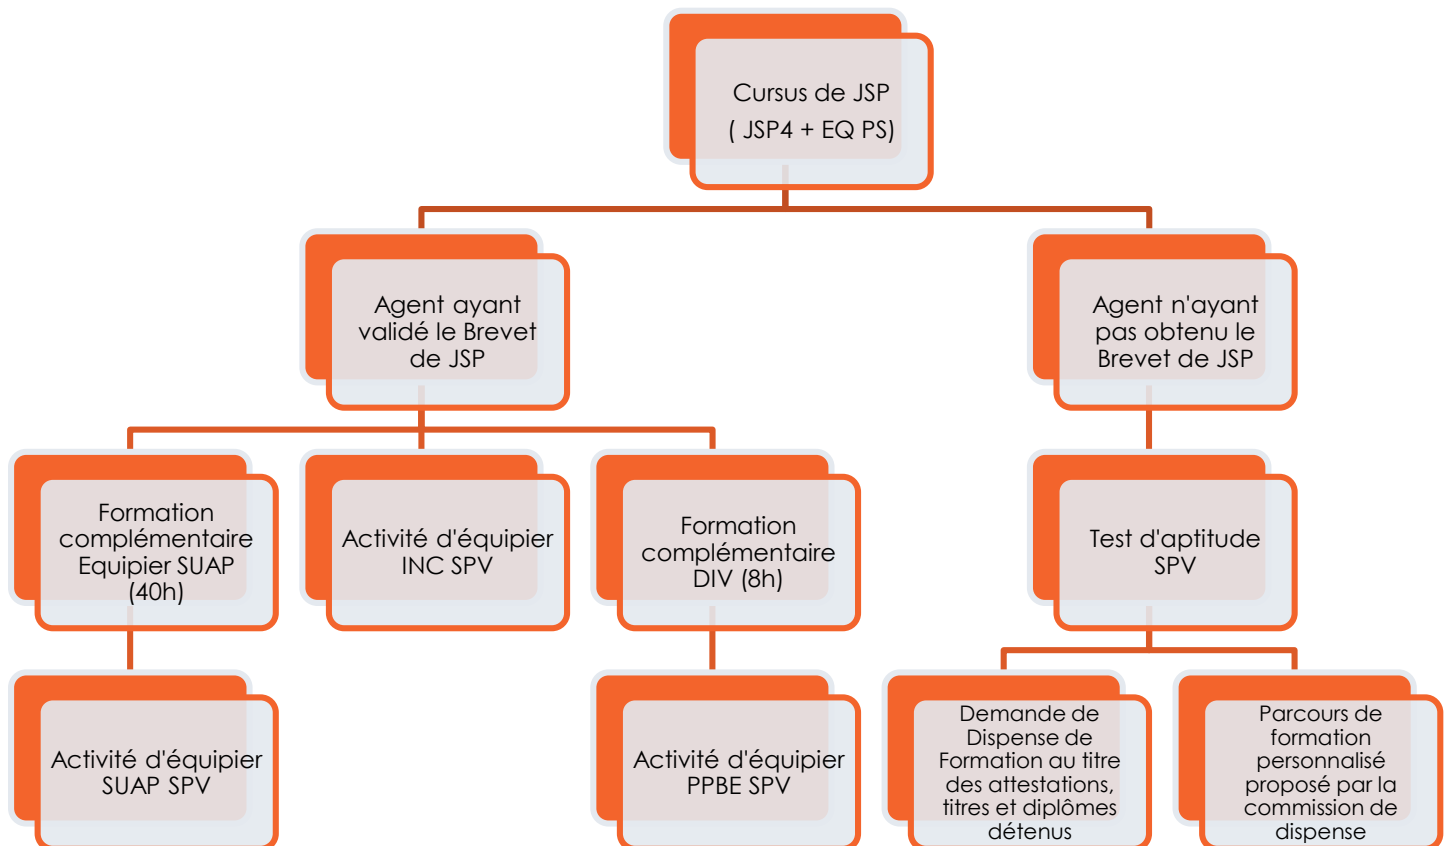 Cursus de JSP
( JSP4 + EQ PS)
Agent ayant
validé le Brevet
de JSP
Agent n'ayant
pas obtenu le
Brevet de JSP
Formation
complémentaire
Equipier SUAP
(40h)
Activité d'équipier
INC SPV
Formation
complémentaire
DIV (8h)
Test d'aptitude
SPV
Activité d'équipier
SUAP SPV
Activité d'équipier
PPBE SPV
Demande de
Dispense de
Formation au titre
des attestations,
titres et diplômes
détenus
Parcours de
formation
personnalisé
proposé par la
commission de
dispense